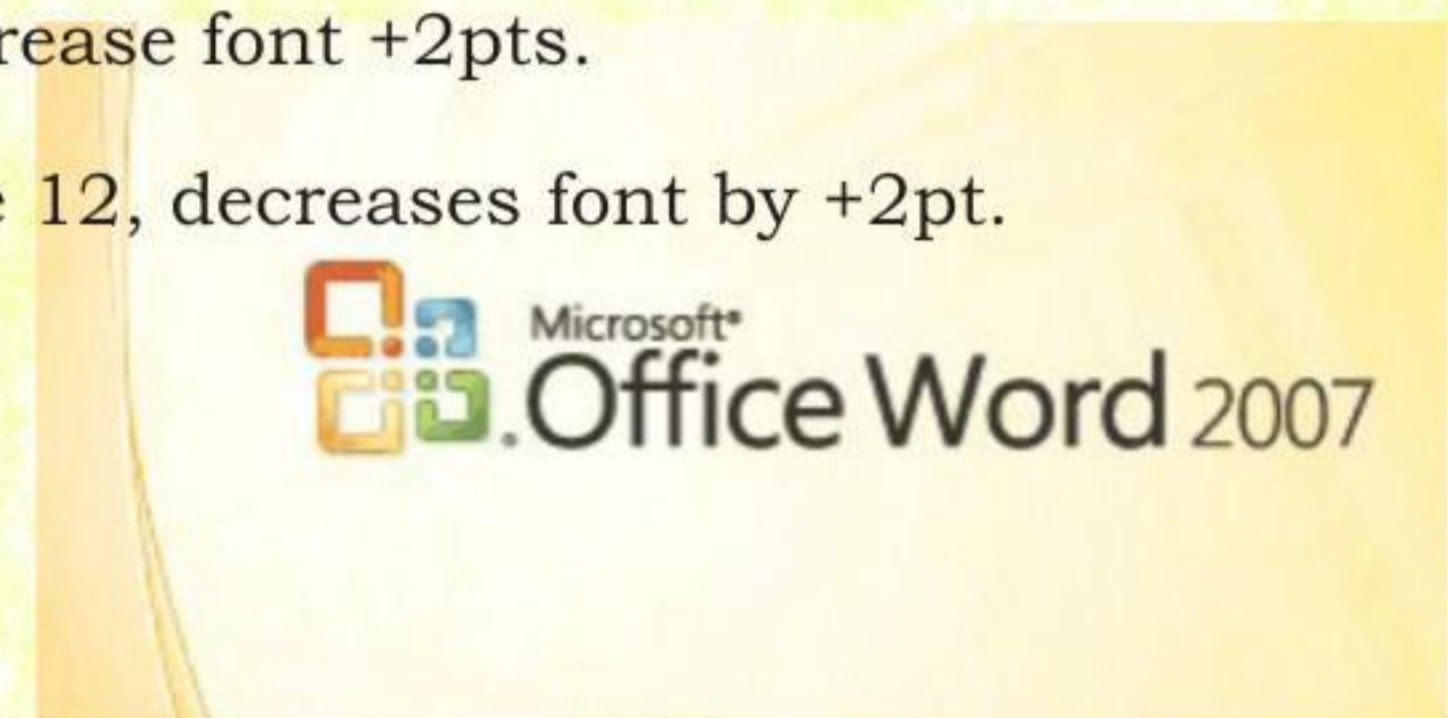 rease font +2pts.
12, decreases font by +2pt.
Microsoft®
Office Word 2007